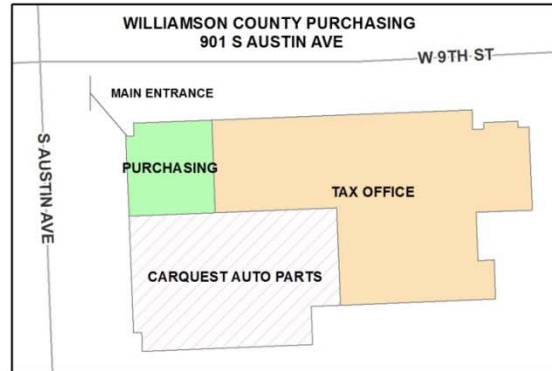 WILLIAMSON COUNTY PURCHASING
901 S AUSTIN AVE
W 9TH ST
MAIN ENTRANCE
S AUSTIN AVE
PURCHASING
TAX OFFICE
CARQUEST AUTO PARTS